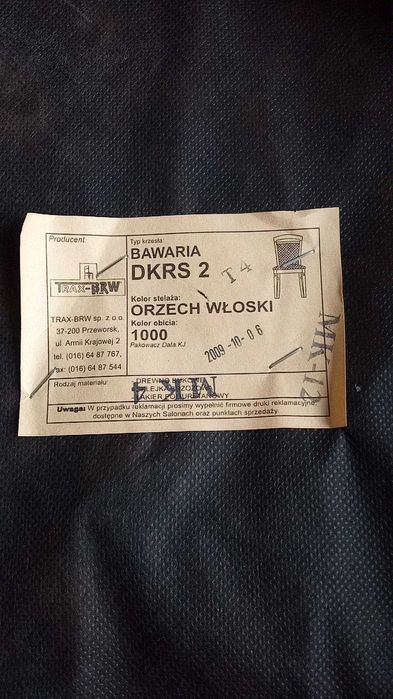 Producent:
TRAX-BRW
TRAX-BRW sp. z o.o.
37-200 Przeworsk,
ul. Armii Krajowej 2
tel. (016) 64 87 767,
fax: (016) 64 87 544
Typ krzesła:
BAWARIA
DKRS 2
T4
Kolor stelaża:
ORZECH WŁOSKI
Kolor obicia:
1000
Pakowacz Data KJ
2009 -10- 06
Rodzaj materiału:
- DREWNO BUKOWE
SKLEJKA BRZOZOWA
LAKIER POLIURETANOWY
Uwaga: W przypadku reklamacji prosimy wypełnić firmowe druki reklamacyjne,
dostępne w Naszych Salonach oraz punktach sprzedaży.